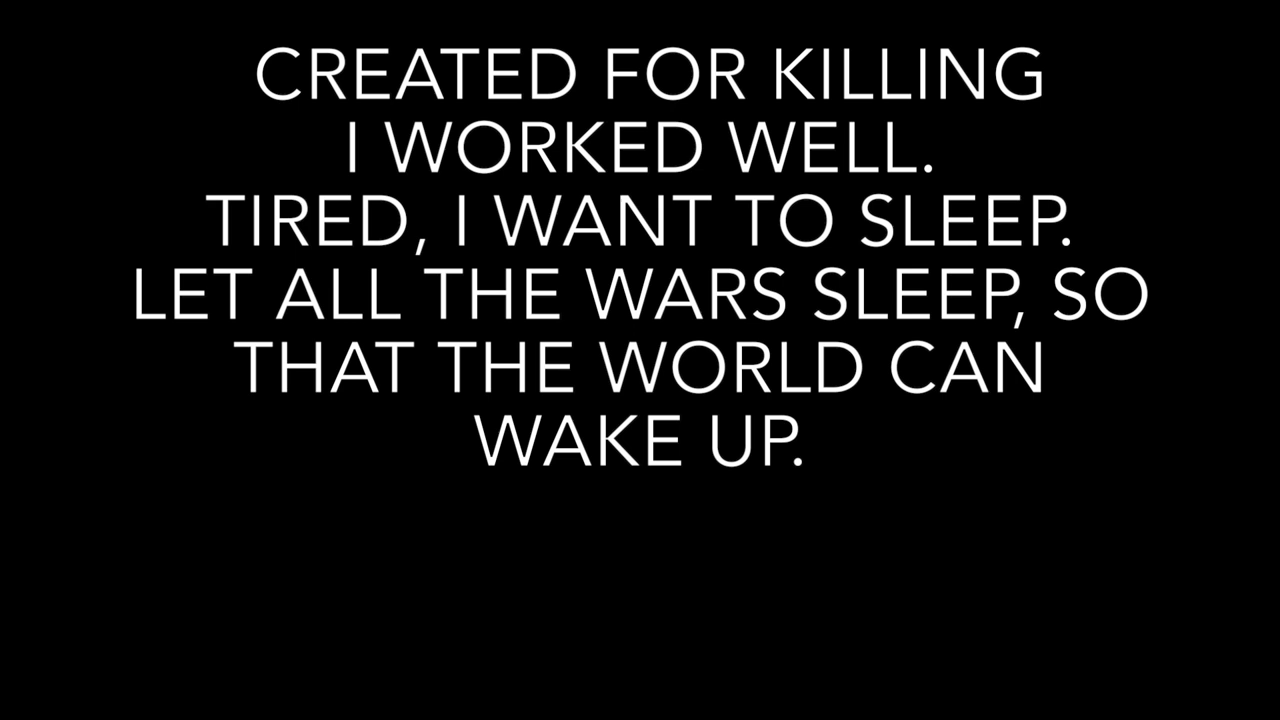 CREATED FOR KILLING
I WORKED WELL.
TIRED, I WANT TO SLEEP.
LET ALL THE WARS SLEEP, SO
THAT THE WORLD CAN
WAKE UP.